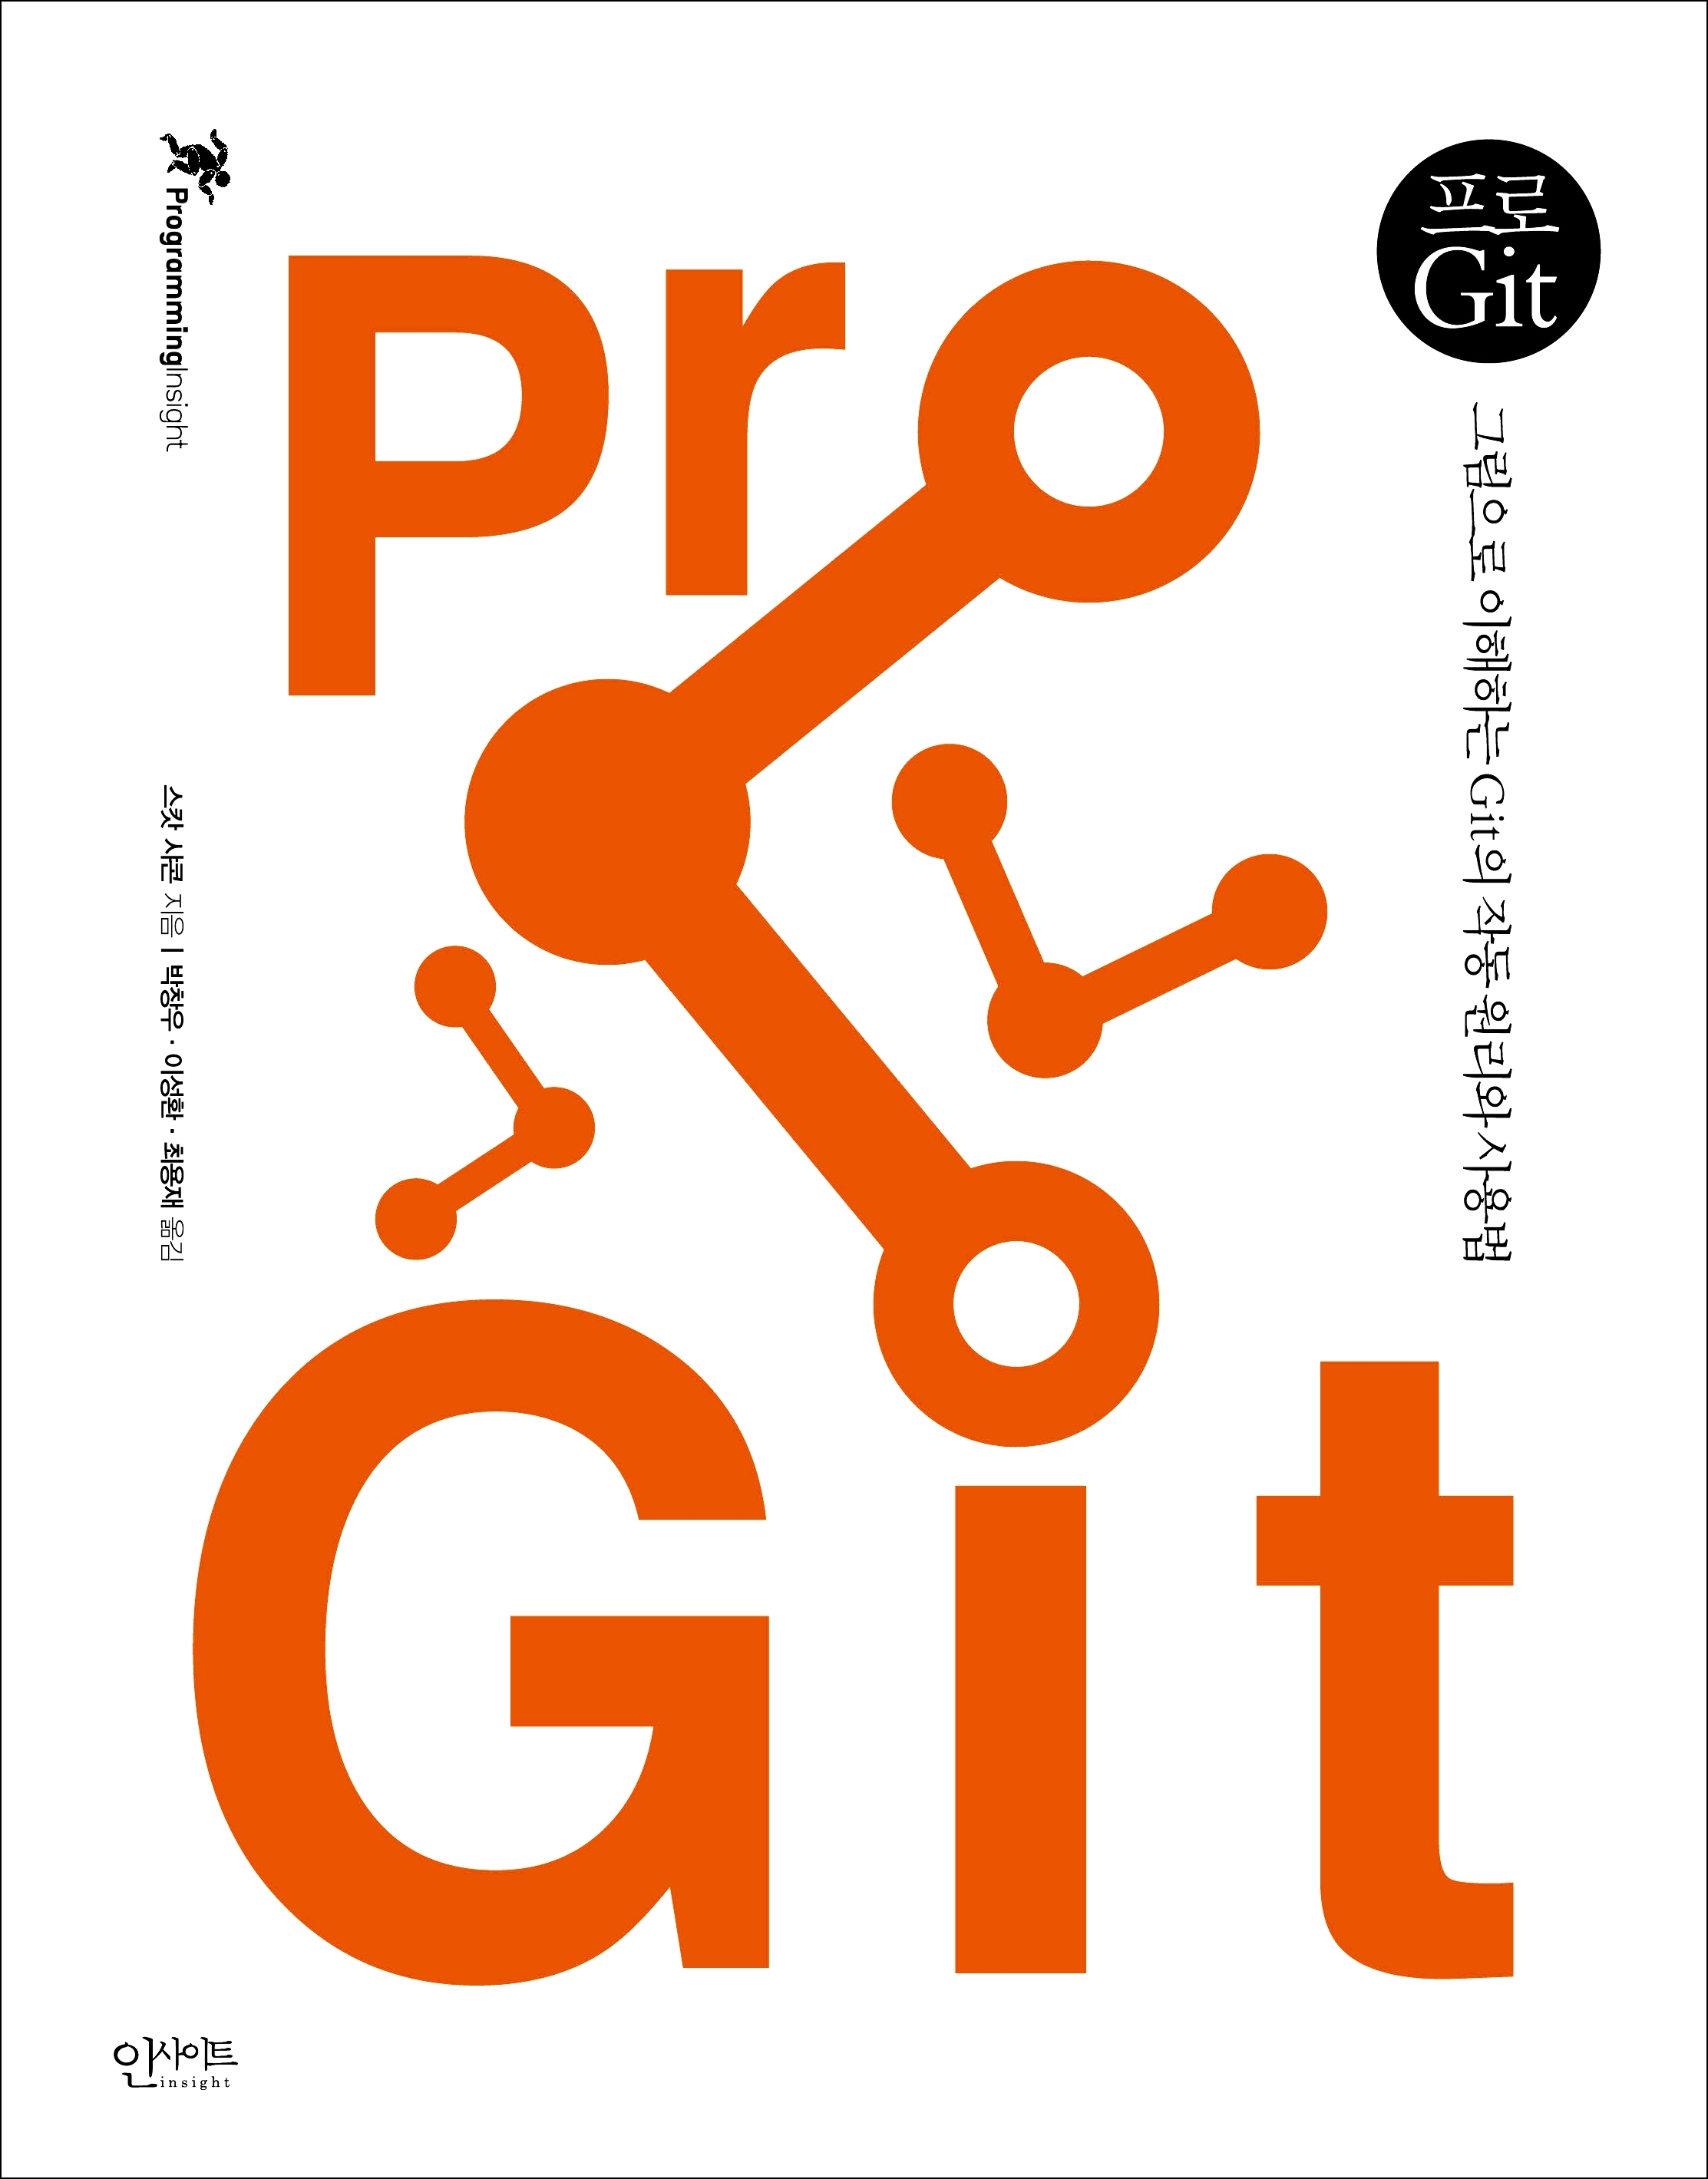 ProgrammingInsight
프로
Git
Pro
그림으로 이해하는 Git의 작동 원리와 사용법
스캇 샤콘 지음 | 박창우 · 이성환 · 최용재 옮김
Git
인사이트
insight